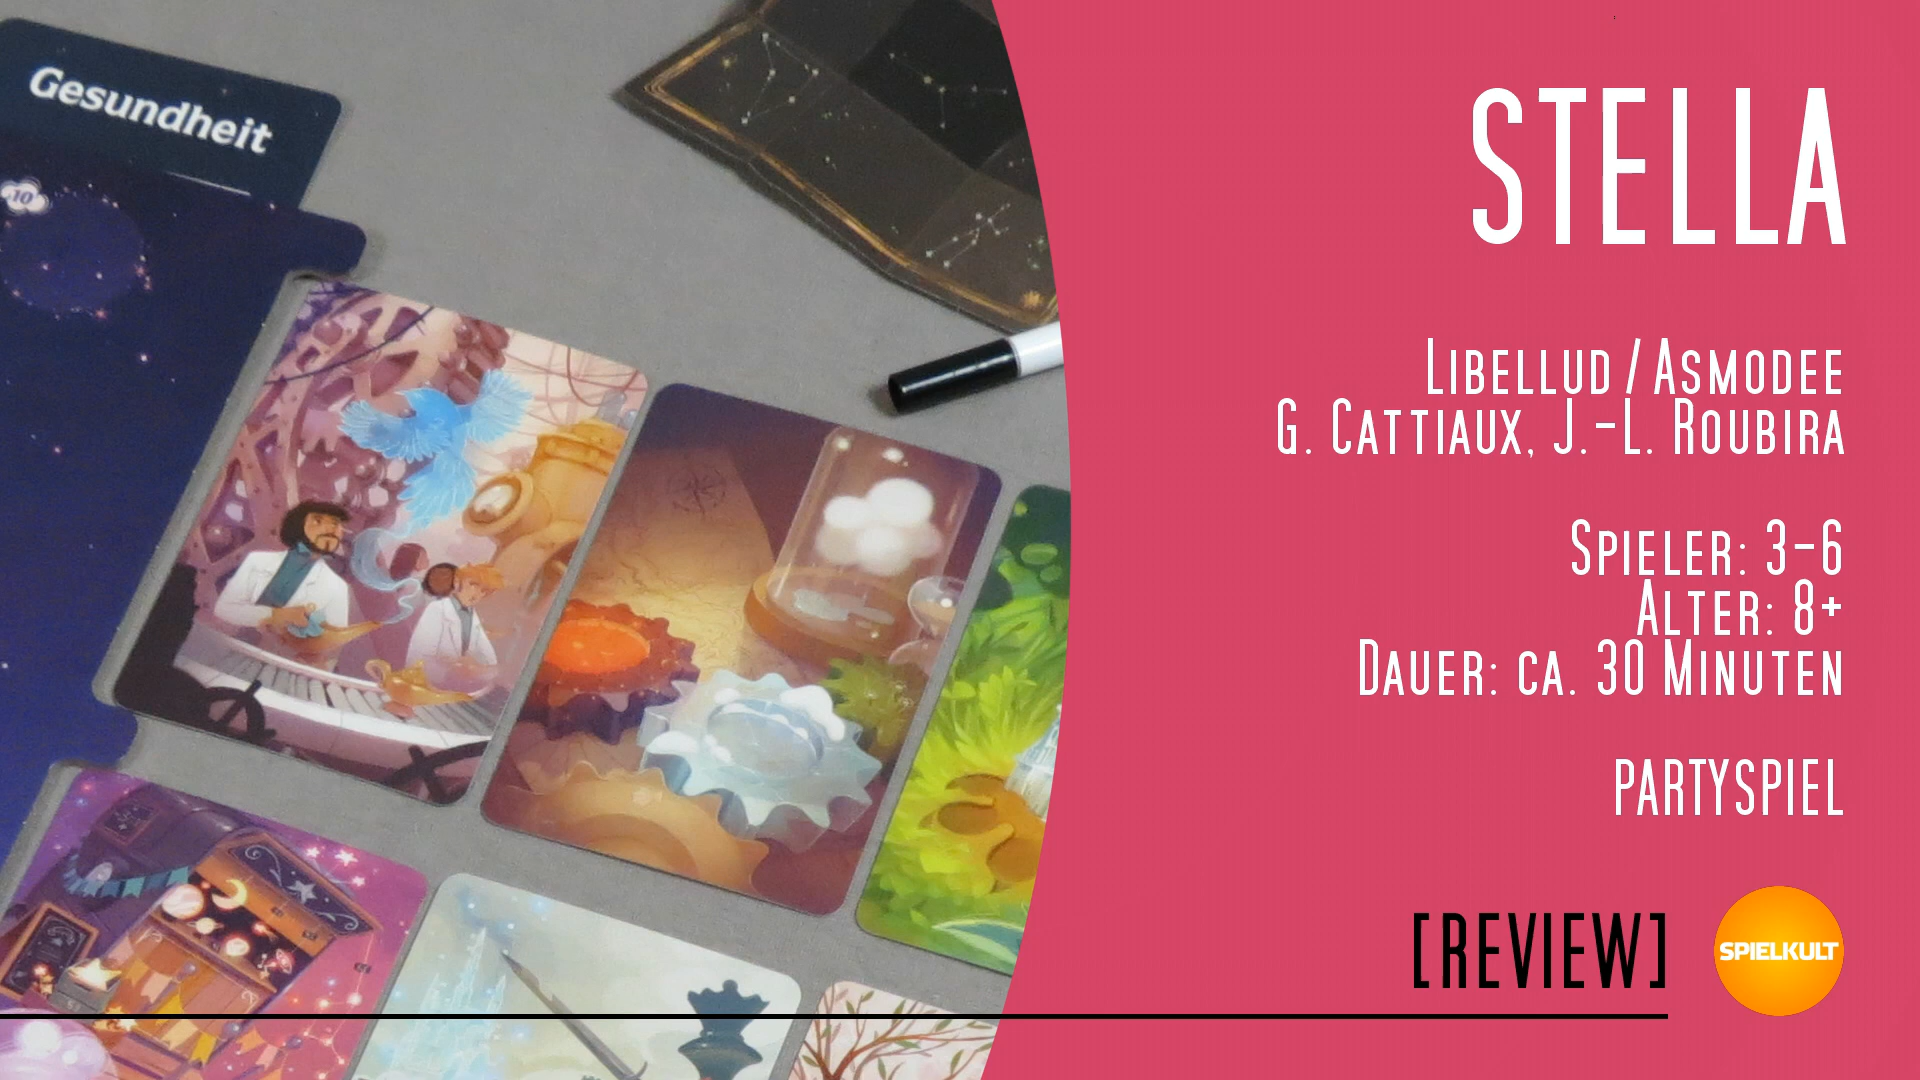 Gesundheit
10
STELLA
LIBELLUD / ASMODEE
G. CATTIAUX, J.-L. ROUBIRA
SPIELER: 3-6
ALTER: 8+
DAUER: CA. 30 MINUTEN
PARTYSPIEL
[REVIEW]
SPIELKULT